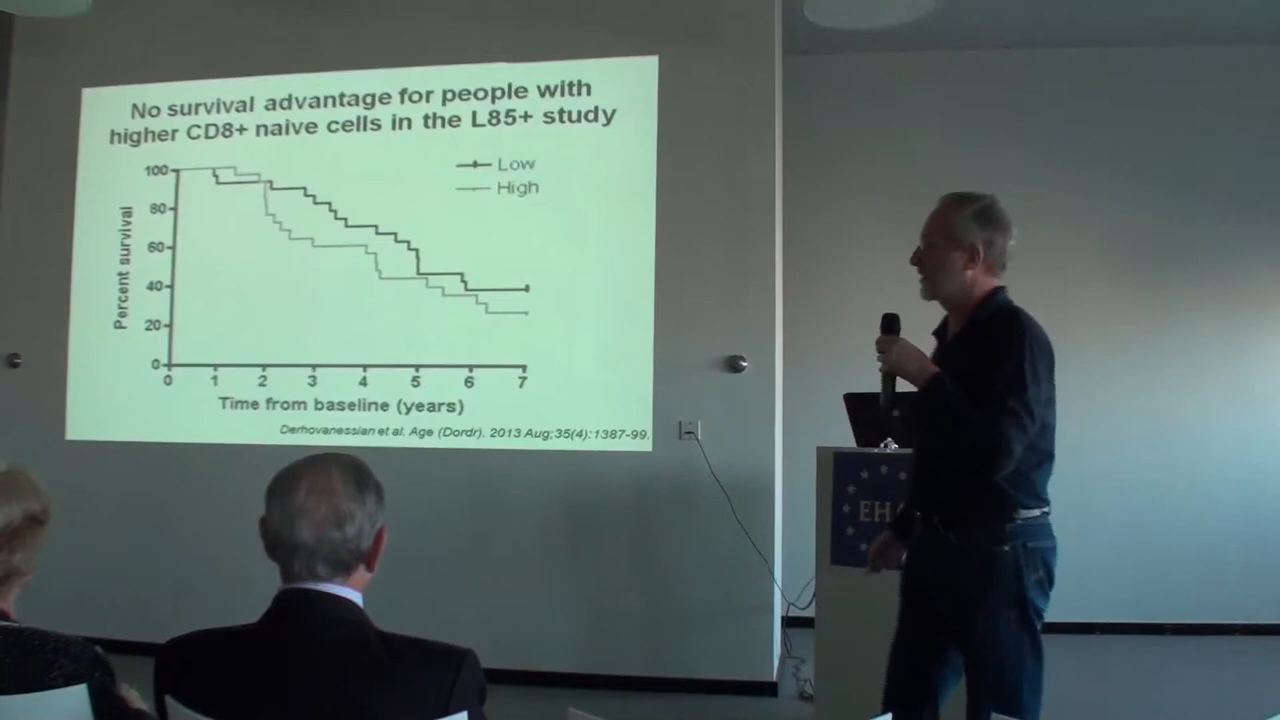 No survival advantage for people with
higher CD8+ naive cells in the L85+ study
Low
High
Percent survival
100
80
60
40
20
0
0 1 2 3 4 5 6 7
Time from baseline (years)
Derhovanessian et al. Age (Dordr). 2013 Aug;35(4):1387-99.